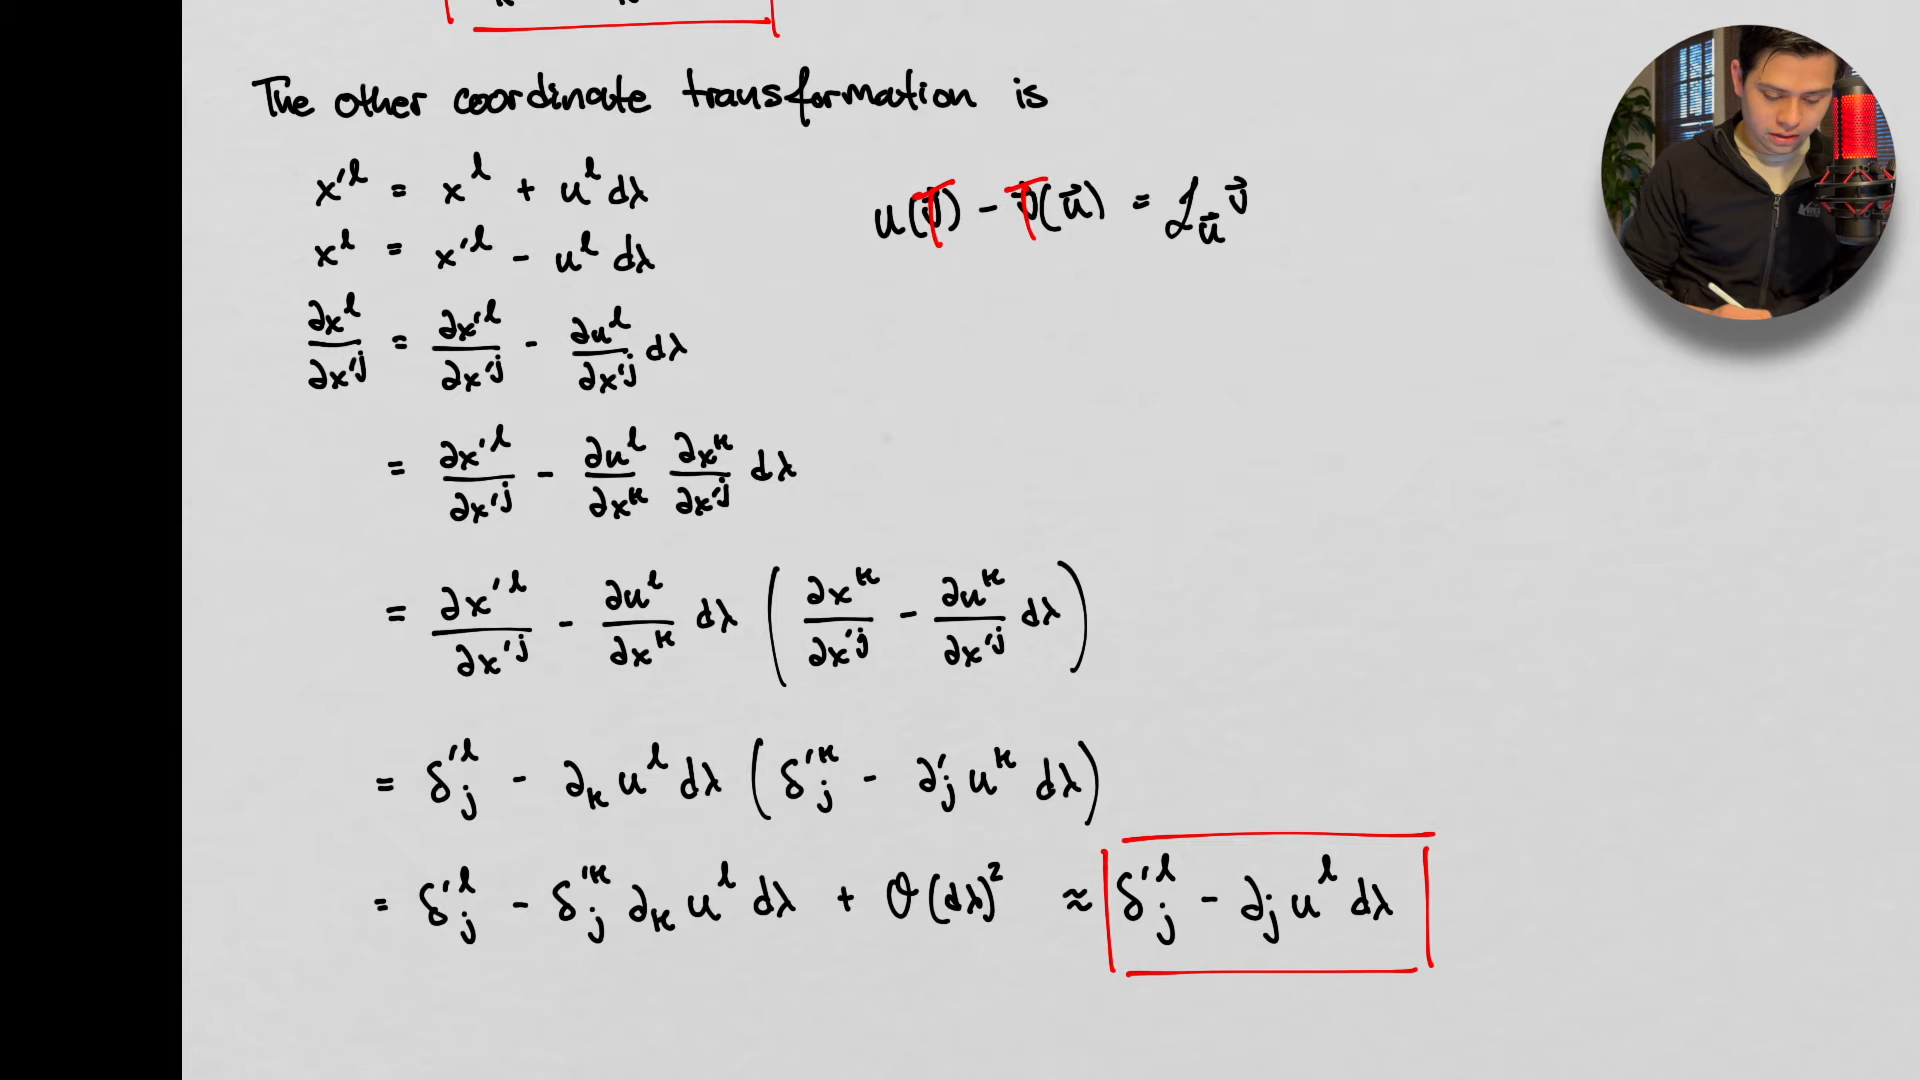 The other coordinate transformation is
x'^l = x^l + u^l dλ
x^l = x'^l - u^l dλ
∂x^l/∂x'^j = ∂x'^l/∂x'^j - ∂u^l/∂x'^j dλ
= ∂x'^l/∂x'^j - ∂u^l/∂x^k ∂x^k/∂x'^j dλ
= ∂x'^l/∂x'^j - ∂u^l/∂x^k dλ (∂x^k/∂x'^j - ∂u^k/∂x'^j dλ)
= δ'^l_j - ∂_k u^l dλ (δ'^k_j - ∂'_j u^k dλ)
= δ'^l_j - δ'^k_j ∂_k u^l dλ + O(dλ)^2 ≈ δ'^l_j - ∂_j u^l dλ
= ℒ_u⃗ v⃗